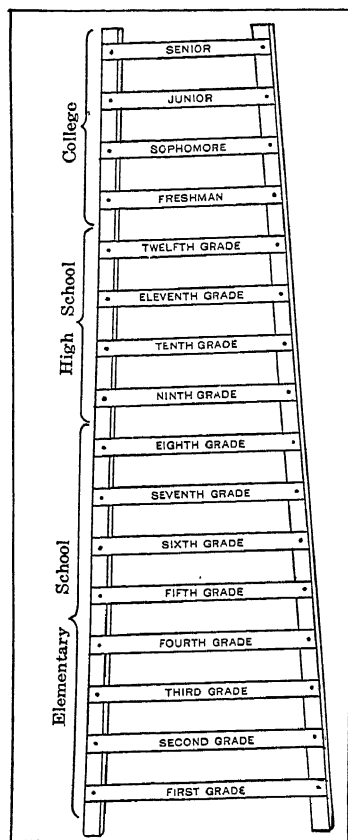 College
SENIOR
JUNIOR
SOPHOMORE
FRESHMAN
High School
TWELFTH GRADE
ELEVENTH GRADE
TENTH GRADE
NINTH GRADE
Elementary School
EIGHTH GRADE
SEVENTH GRADE
SIXTH GRADE
FIFTH GRADE
FOURTH GRADE
THIRD GRADE
SECOND GRADE
FIRST GRADE